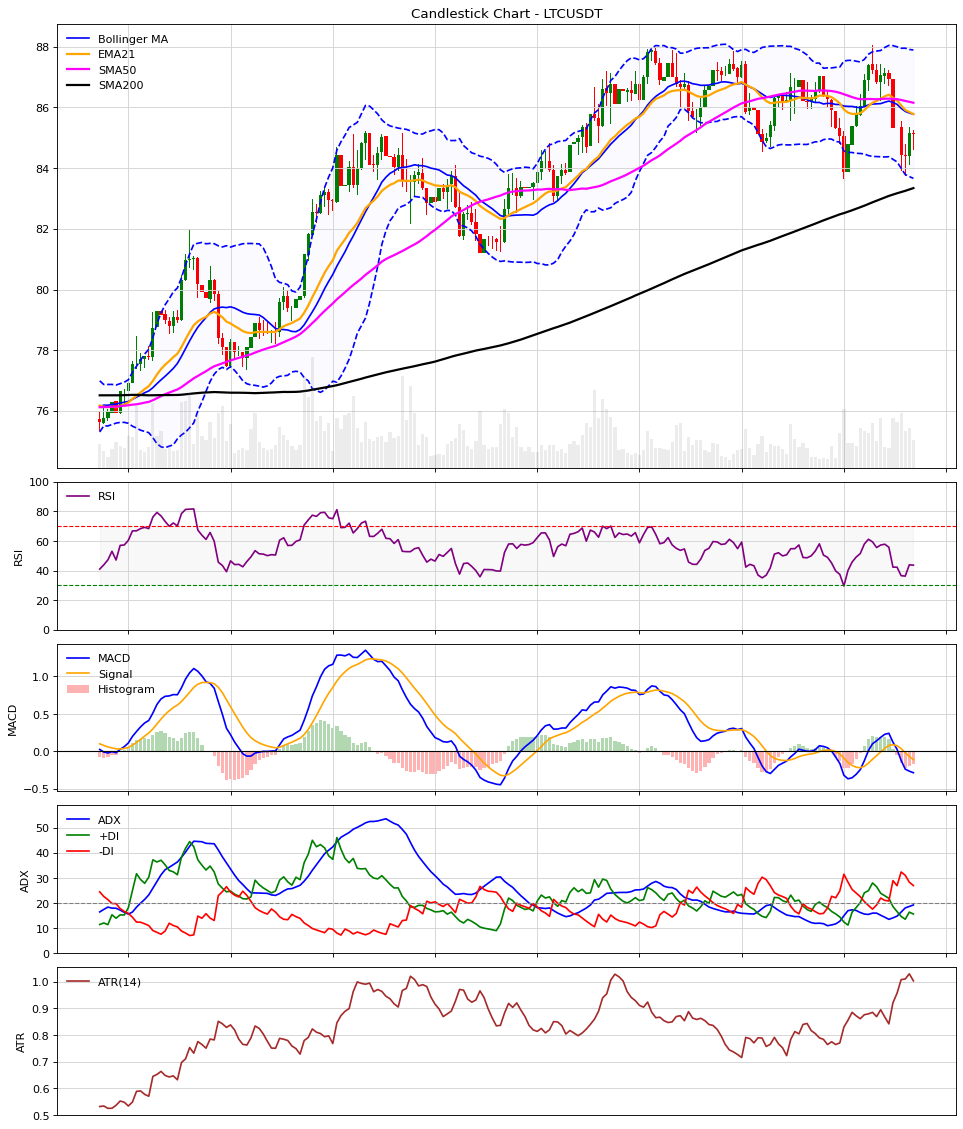 Candlestick Chart - LTCUSDT
Bollinger MA
EMA21
SMA50
SMA200
88
86
84
82
80
78
76
RSI
100
80
60
40
20
0
RSI
MACD
Signal
Histogram
1.0
0.5
0.0
−0.5
MACD
ADX
+DI
-DI
50
40
30
20
10
0
ADX
ATR(14)
1.0
0.9
0.8
0.7
0.6
0.5
ATR